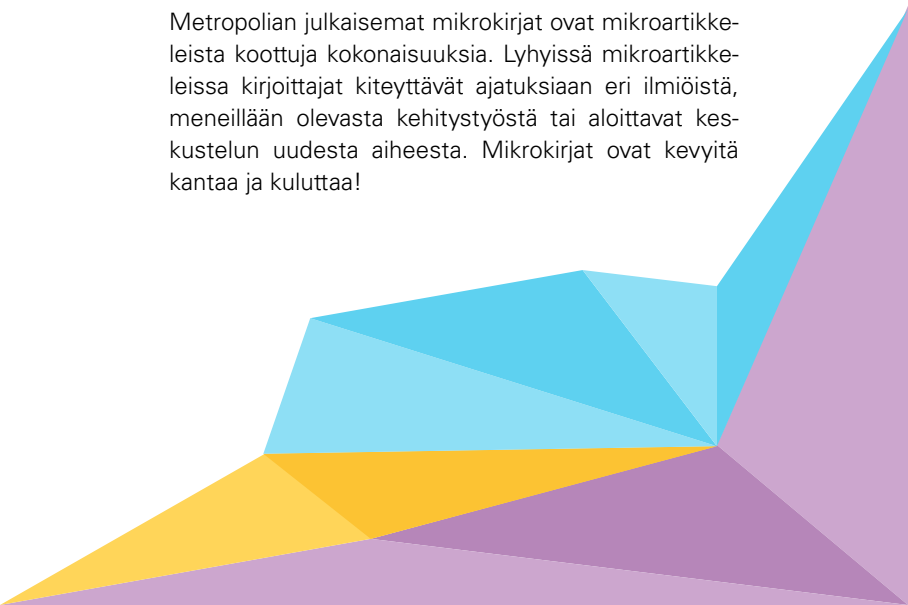 Metropolian julkaisemat mikrokirjat ovat mikroartikke-
leista koottuja kokonaisuuksia. Lyhyissä mikroartikke-
leissa kirjoittajat kiteyttävät ajatuksiaan eri ilmiöistä,
meneillään olevasta kehitystyöstä tai aloittavat kes-
kustelun uudesta aiheesta. Mikrokirjat ovat kevyitä
kantaa ja kuluttaa!